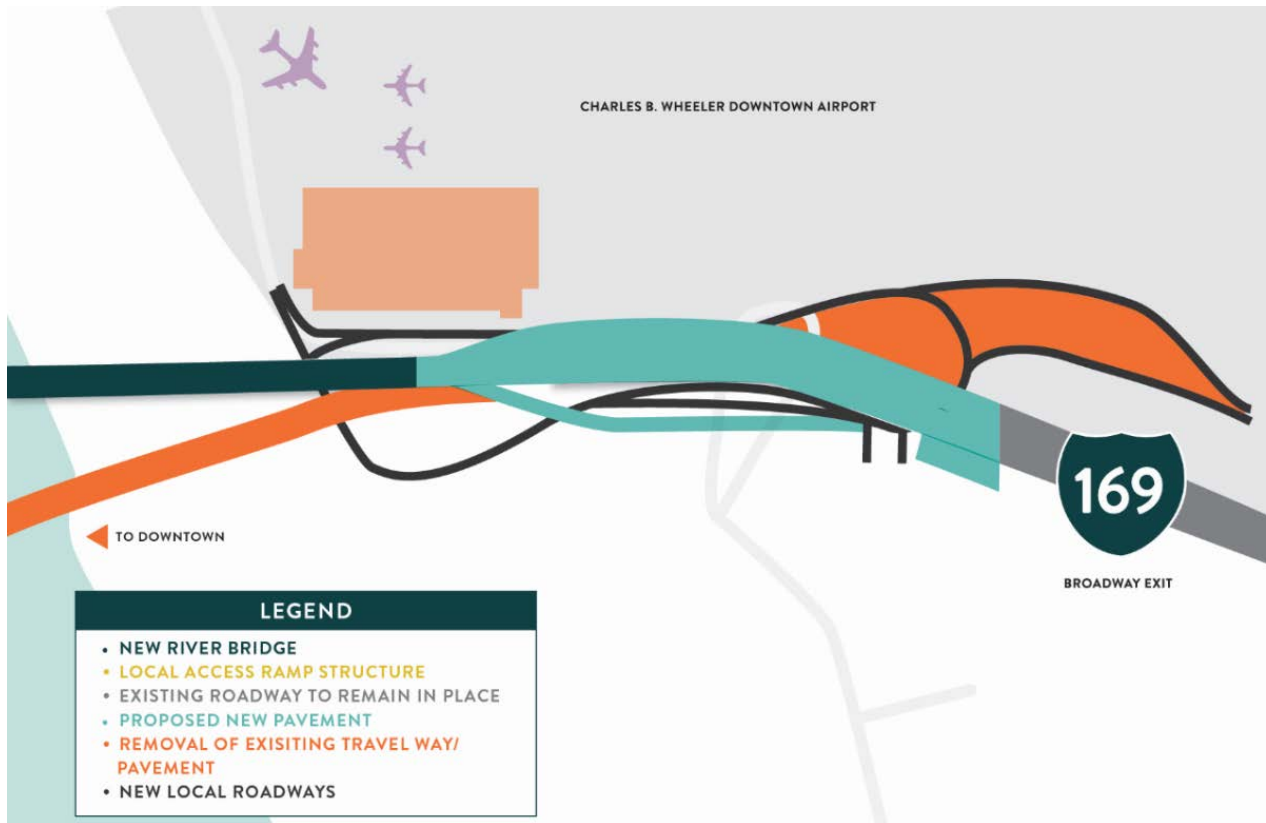 CHARLES B. WHEELER DOWNTOWN AIRPORT
169
TO DOWNTOWN
BROADWAY EXIT
LEGEND
• NEW RIVER BRIDGE
• LOCAL ACCESS RAMP STRUCTURE
• EXISTING ROADWAY TO REMAIN IN PLACE
• PROPOSED NEW PAVEMENT
• REMOVAL OF EXISITING TRAVEL WAY/
PAVEMENT
• NEW LOCAL ROADWAYS